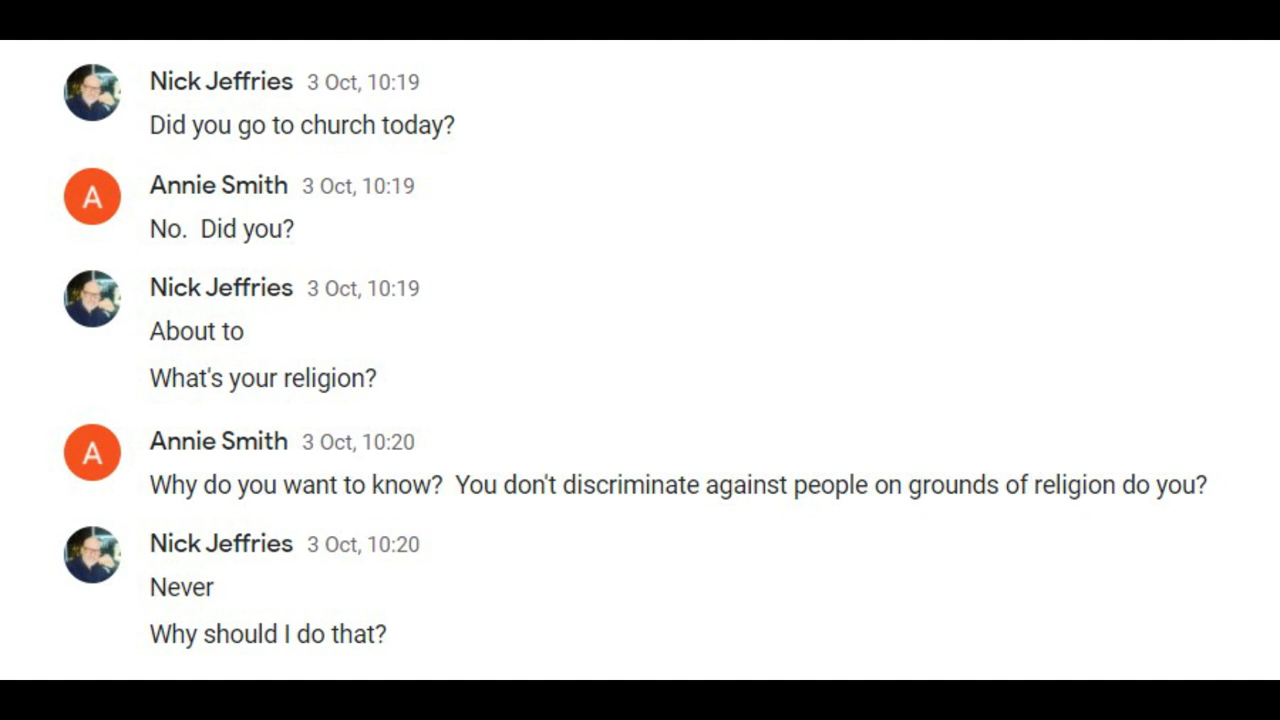 Nick Jeffries 3 Oct, 10:19
Did you go to church today?
A
Annie Smith 3 Oct, 10:19
No.  Did you?
Nick Jeffries 3 Oct, 10:19
About to
What's your religion?
A
Annie Smith 3 Oct, 10:20
Why do you want to know?  You don't discriminate against people on grounds of religion do you?
Nick Jeffries 3 Oct, 10:20
Never
Why should I do that?